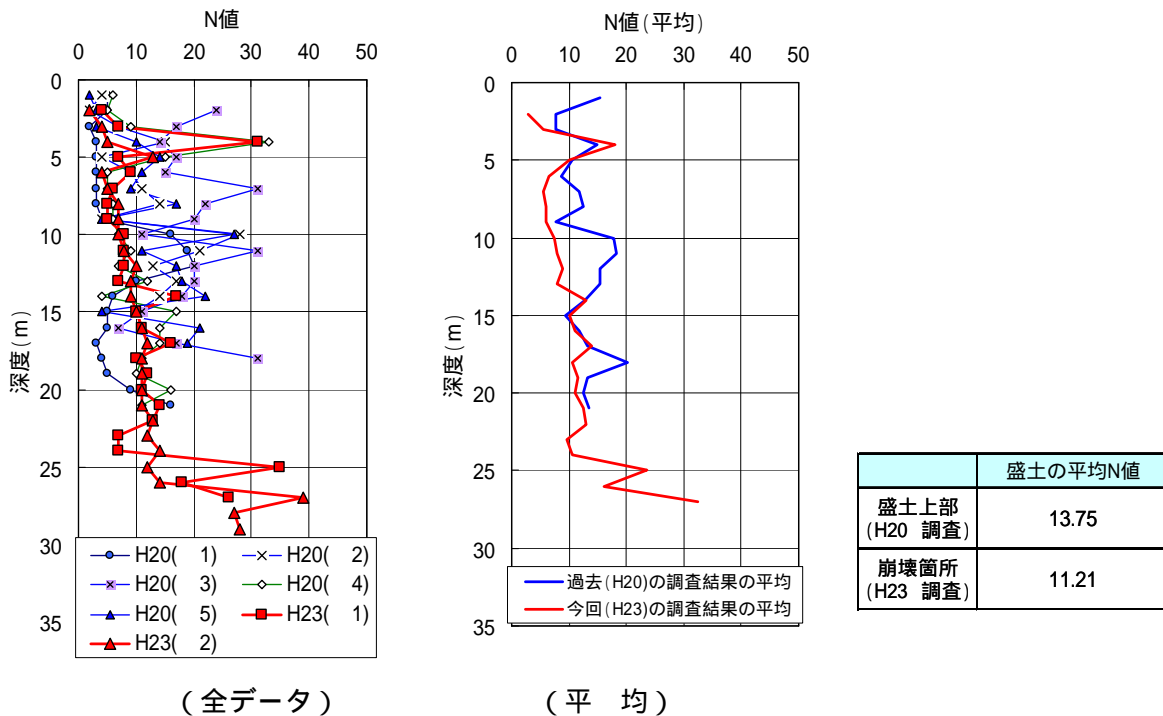 N値
0 10 20 30 40 50
0
5
10
15
20
25
30
35
深度(m)
H20( 1)
H20( 2)
H20( 3)
H20( 4)
H20( 5)
H23( 1)
H23( 2)
(全データ)
N値(平均)
0 10 20 30 40 50
0
5
10
15
20
25
30
35
深度(m)
過去(H20)の調査結果の平均
今回(H23)の調査結果の平均
(平 均)
盛土の平均N値
盛土上部
(H20 調査)
13.75
崩壊箇所
(H23 調査)
11.21